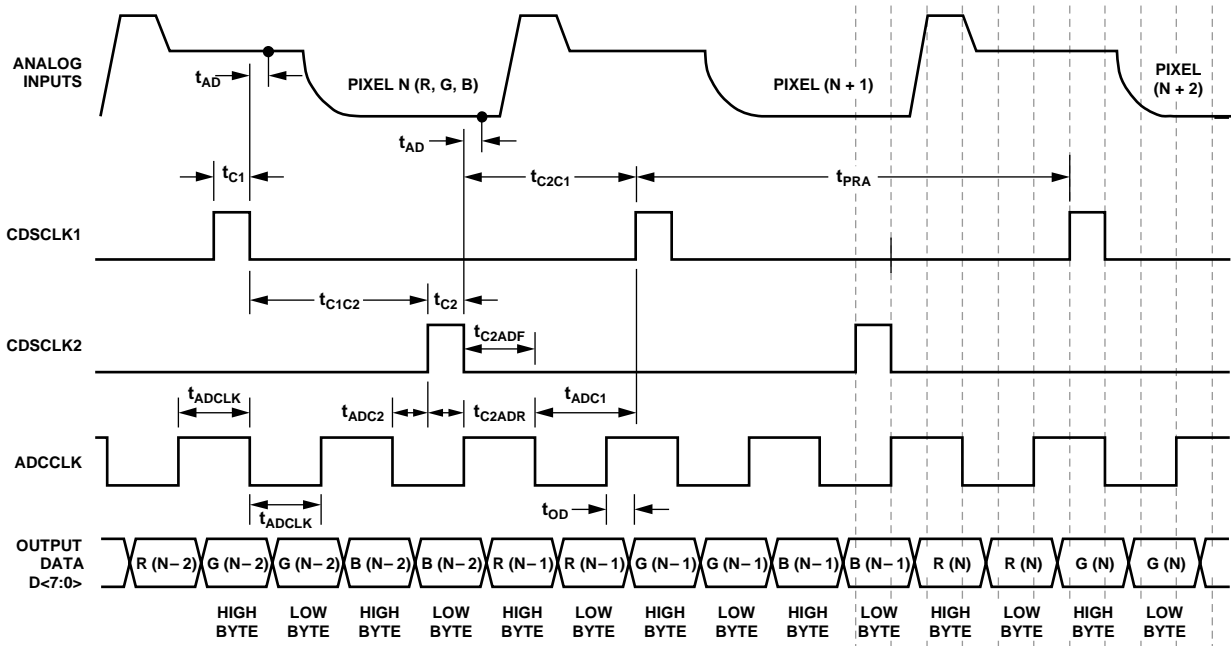 ANALOG
INPUTS
tAD
PIXEL N (R, G, B)
PIXEL (N + 1)
PIXEL
(N + 2)
tAD
tC1
tC2C1
tPRA
CDSCLK1
tC1C2
tC2
tC2ADF
CDSCLK2
tADCLK
tADC2
tC2ADR
tADC1
ADCCLK
tADCLK
tOD
OUTPUT
DATA
D<7:0>
R (N– 2) G (N– 2) G (N– 2) B (N– 2) B (N– 2) R (N–1) R (N–1) G (N–1) G (N–1) B (N–1) B (N–1) R (N) R (N) G (N) G (N)
HIGH LOW HIGH LOW HIGH LOW HIGH LOW HIGH LOW HIGH LOW HIGH LOW
BYTE BYTE BYTE BYTE BYTE BYTE BYTE BYTE BYTE BYTE BYTE BYTE BYTE BYTE